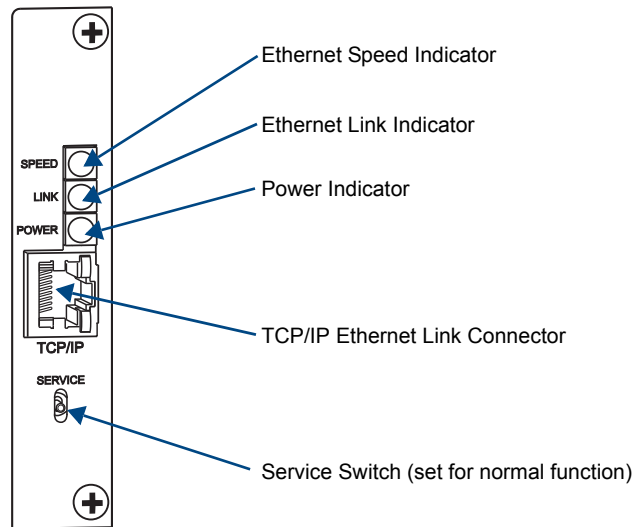 Ethernet Speed Indicator
Ethernet Link Indicator
SPEED
LINK
Power Indicator
POWER
TCP/IP Ethernet Link Connector
TCP/IP
SERVICE
Service Switch (set for normal function)